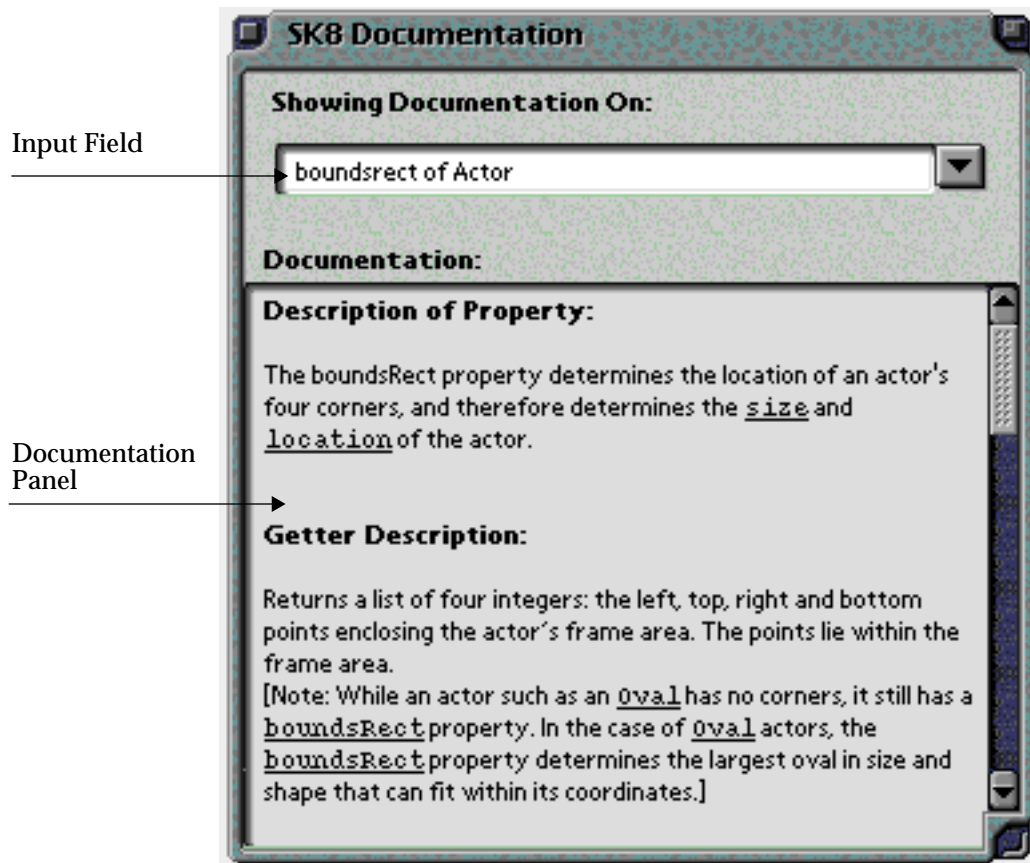 SK8 Documentation
Showing Documentation On:
Input Field
boundsrect of Actor
Documentation:
Description of Property:
The boundsRect property determines the location of an actor's
four corners, and therefore determines the size and
location of the actor.
Documentation
Panel
Getter Description:
Returns a list of four integers: the left, top, right and bottom
points enclosing the actor's frame area. The points lie within the
frame area.
[Note: While an actor such as an Oval has no corners, it still has a
boundsRect property. In the case of Oval actors, the
boundsRect property determines the largest oval in size and
shape that can fit within its coordinates.]